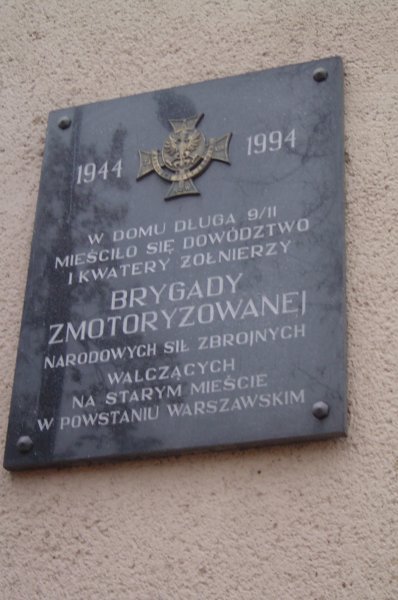 1944 1994
W DOMU DŁUGA 9/11
MIEŚCIŁO SIĘ DOWÓDZTWO
I KWATERY ŻOŁNIERZY
BRYGADY
ZMOTORYZOWANEJ
NARODOWYCH SIŁ ZBROJNYCH
WALCZĄCYCH
NA STARYM MIEŚCIE
W POWSTANIU WARSZAWSKIM